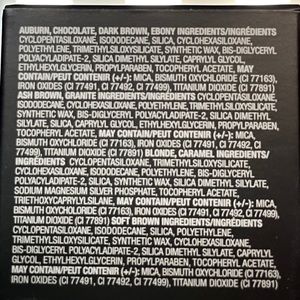 AUBURN, CHOCOLATE, DARK BROWN, EBONY INGREDIENTS/INGRÉDIENTS
CYCLOPENTASILOXANE, ISODODECANE, SILICA, CYCLOHEXASILOXANE,
POLYETHYLENE, TRIMETHYLSILOXYSILICATE, SYNTHETIC WAX, BIS-DIGLYCERYL
POLYACYLADIPATE-2, SILICA DIMETHYL SILYLATE, CAPRYLYL GLYCOL,
ETHYLHEXYLGLYCERIN, PROPYLPARABEN, TOCOPHERYL ACETATE, MAY
CONTAIN/PEUT CONTENIR (+/-): MICA, BISMUTH OXYCHLORIDE (CI 77163),
IRON OXIDES (CI 77491, CI 77492, CI 77499), TITANIUM DIOXIDE (CI 77891)
ASH BROWN, GRANITE INGREDIENTS/INGRÉDIENTS ISODODECANE,
CYCLOHEXASILOXANE, POLYETHYLENE, TRIMETHYLSILOXYSILICATE, SYNTHETIC
WAX, BIS-DIGLYCERYL POLYACYLADIPATE-2, SILICA DIMETHYL
SILYLATE, SILICA, CAPRYLYL GLYCOL, ETHYLHEXYLGLYCERIN, PROPYLPARABEN,
TOCOPHERYL ACETATE, MAY CONTAIN/PEUT CONTENIR (+/-): MICA, BISMUTH
OXYCHLORIDE (CI 77163), IRON OXIDES (CI 77491, CI 77492, CI
77499), TITANIUM DIOXIDE (CI 77891) BLONDE, CARAMEL INGREDIENTS/
INGRÉDIENTS CYCLOPENTASILOXANE, TRIMETHYLSILOXYSILICATE,
ISODODECANE, CYCLOHEXASILOXANE, POLYETHYLENE, BIS-DIGLYCERYL
POLYACYLADIPATE-2, SILICA, SYNTHETIC WAX, SILICA DIMETHYL SILYLATE,
SODIUM MAGNESIUM SILVER PHOSPHATE, TOCOPHERYL ACETATE,
TRIETHOXYCAPRYLYLSILANE, MAY CONTAIN/PEUT CONTENIR (+/-): MICA,
BISMUTH OXYCHLORIDE (CI 77163), IRON OXIDES (CI 77491, CI 77492, CI 77499),
TITANIUM DIOXIDE (CI 77891) SOFT BROWN INGREDIENTS/INGRÉDIENTS
CYCLOPENTASILOXANE, ISODODECANE, SILICA, POLYETHYLENE,
TRIMETHYLSILOXYSILICATE, SYNTHETIC WAX, CYCLOHEXASILOXANE,
BIS-DIGLYCERYL POLYACYLADIPATE-2, SILICA DIMETHYL SILYLATE, CAPRYLYL
GLYCOL, ETHYLHEXYLGLYCERIN, PROPYLPARABEN, TOCOPHERYL ACETATE,
MAY CONTAIN/PEUT CONTENIR (+/-): MICA, BISMUTH OXYCHLORIDE (CI 77163),
IRON OXIDES (CI 77491, CI 77492, CI 77499), TITANIUM DIOXIDE (CI 77891)